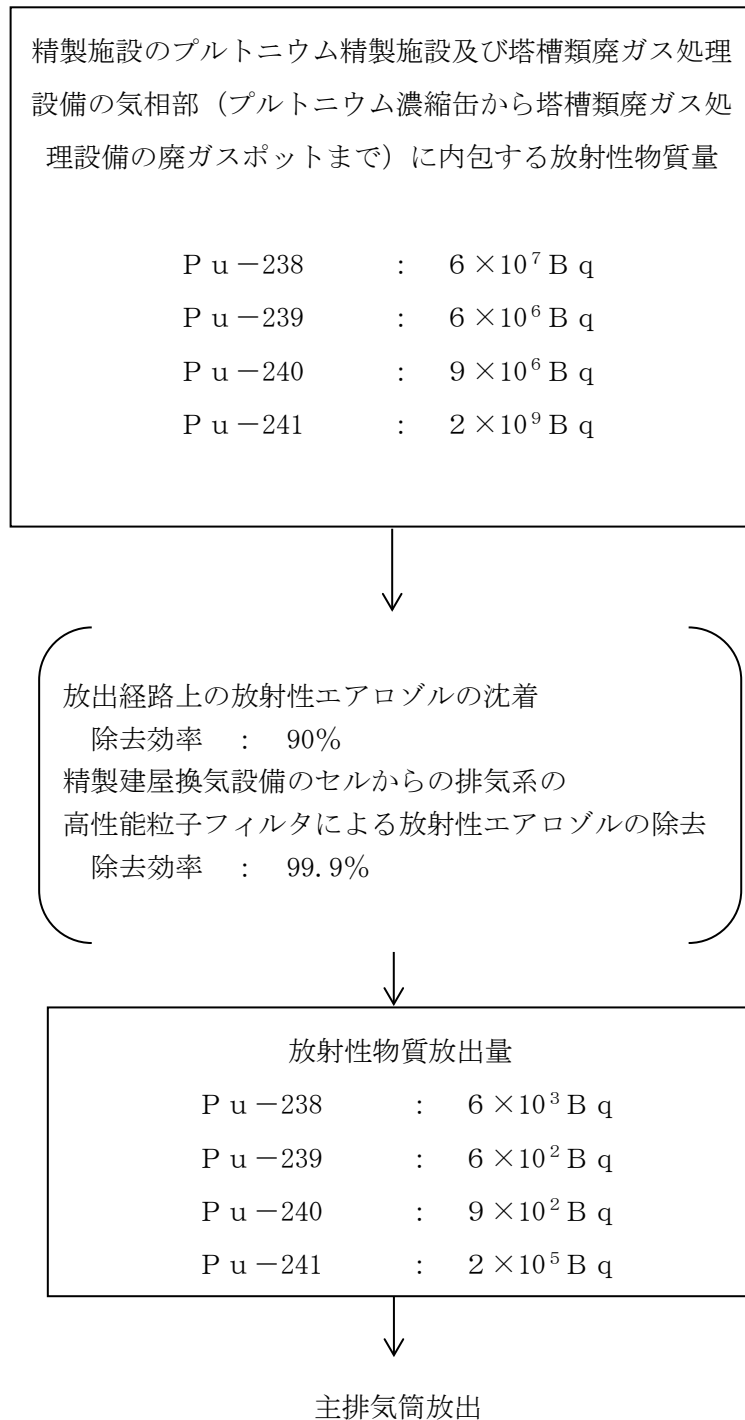 精製施設のプルトニウム精製施設及び塔槽類廃ガス処理
設備の気相部（プルトニウム濃縮缶から塔槽類廃ガス処
理設備の廃ガスポットまで）に内包する放射性物質量
Ｐｕ－238 : ６×10⁷Ｂｑ
Ｐｕ－239 : ６×10⁶Ｂｑ
Ｐｕ－240 : ９×10⁶Ｂｑ
Ｐｕ－241 : ２×10⁹Ｂｑ
放出経路上の放射性エアロゾルの沈着
除去効率 : 90％
精製建屋換気設備のセルからの排気系の
高性能粒子フィルタによる放射性エアロゾルの除去
除去効率 : 99.9％
放射性物質放出量
Ｐｕ－238 : ６×10³Ｂｑ
Ｐｕ－239 : ６×10²Ｂｑ
Ｐｕ－240 : ９×10²Ｂｑ
Ｐｕ－241 : ２×10⁵Ｂｑ
主排気筒放出